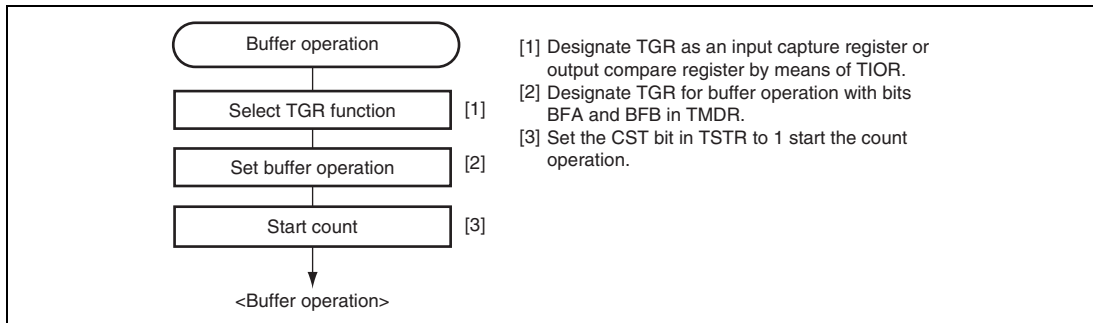 Buffer operation
Select TGR function
[1]
Set buffer operation
[2]
Start count
[3]
<Buffer operation>
[1] Designate TGR as an input capture register or
output compare register by means of TIOR.
[2] Designate TGR for buffer operation with bits
BFA and BFB in TMDR.
[3] Set the CST bit in TSTR to 1 start the count
operation.